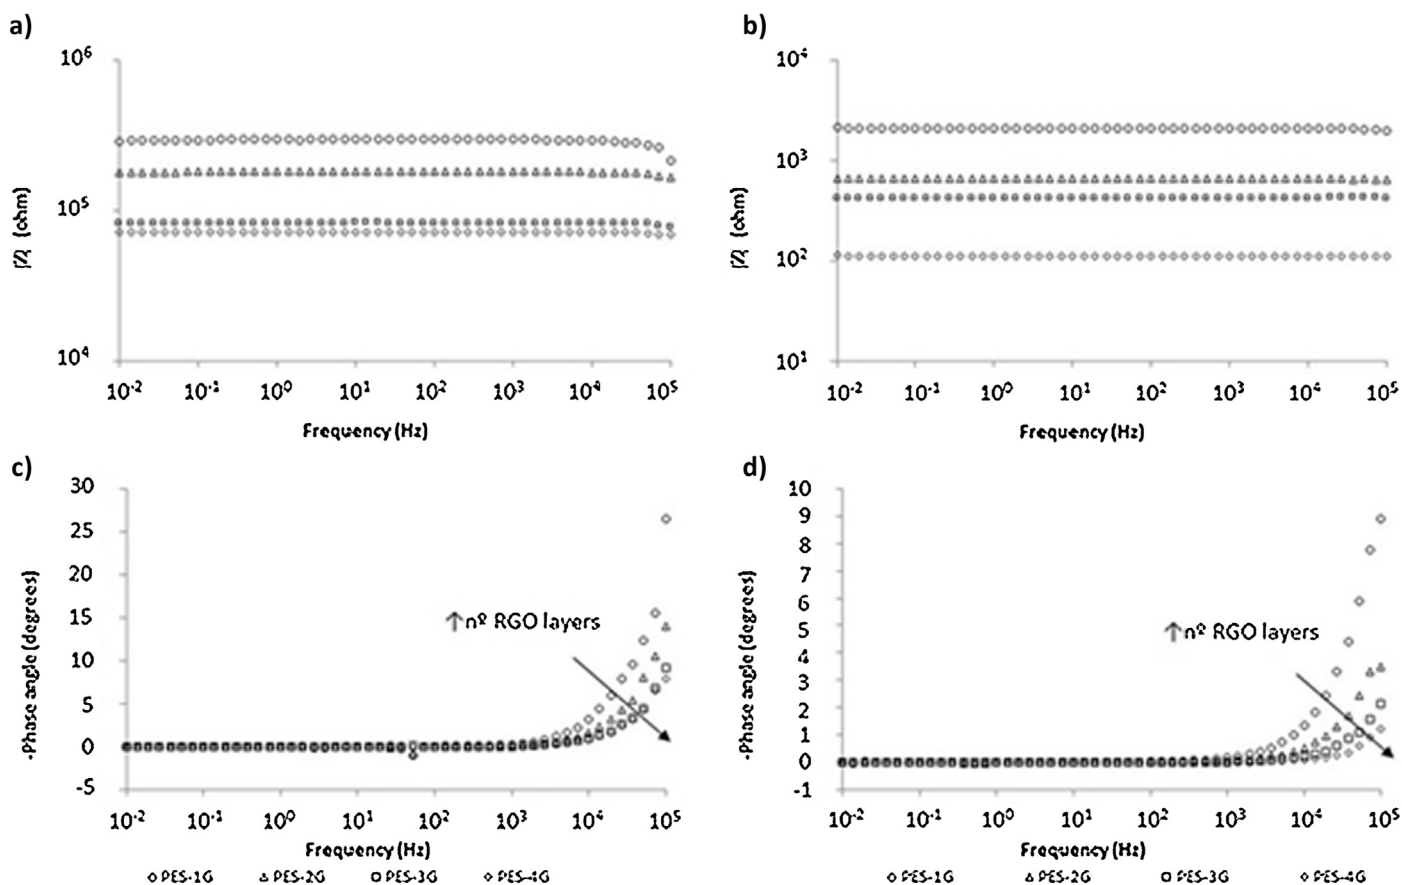 a)
10⁶
10⁵
10⁴
|Z| (ohm)
10⁻² 10⁻¹ 10⁰ 10¹ 10² 10³ 10⁴ 10⁵
Frequency (Hz)
b)
10⁴
10³
10²
10¹
|Z| (ohm)
10⁻² 10⁻¹ 10⁰ 10¹ 10² 10³ 10⁴ 10⁵
Frequency (Hz)
c)
30
25
20
15
10
5
0
-5
-Phase angle (degrees)
↑nº RGO layers
10⁻² 10⁻¹ 10⁰ 10¹ 10² 10³ 10⁴ 10⁵
Frequency (Hz)
PES-1G PES-2G PES-3G PES-4G
d)
10
9
8
7
6
5
4
3
2
1
0
-1
-Phase angle (degrees)
↑nº RGO layers
10⁻² 10⁻¹ 10⁰ 10¹ 10² 10³ 10⁴ 10⁵
Frequency (Hz)
PES-1G PES-2G PES-3G PES-4G